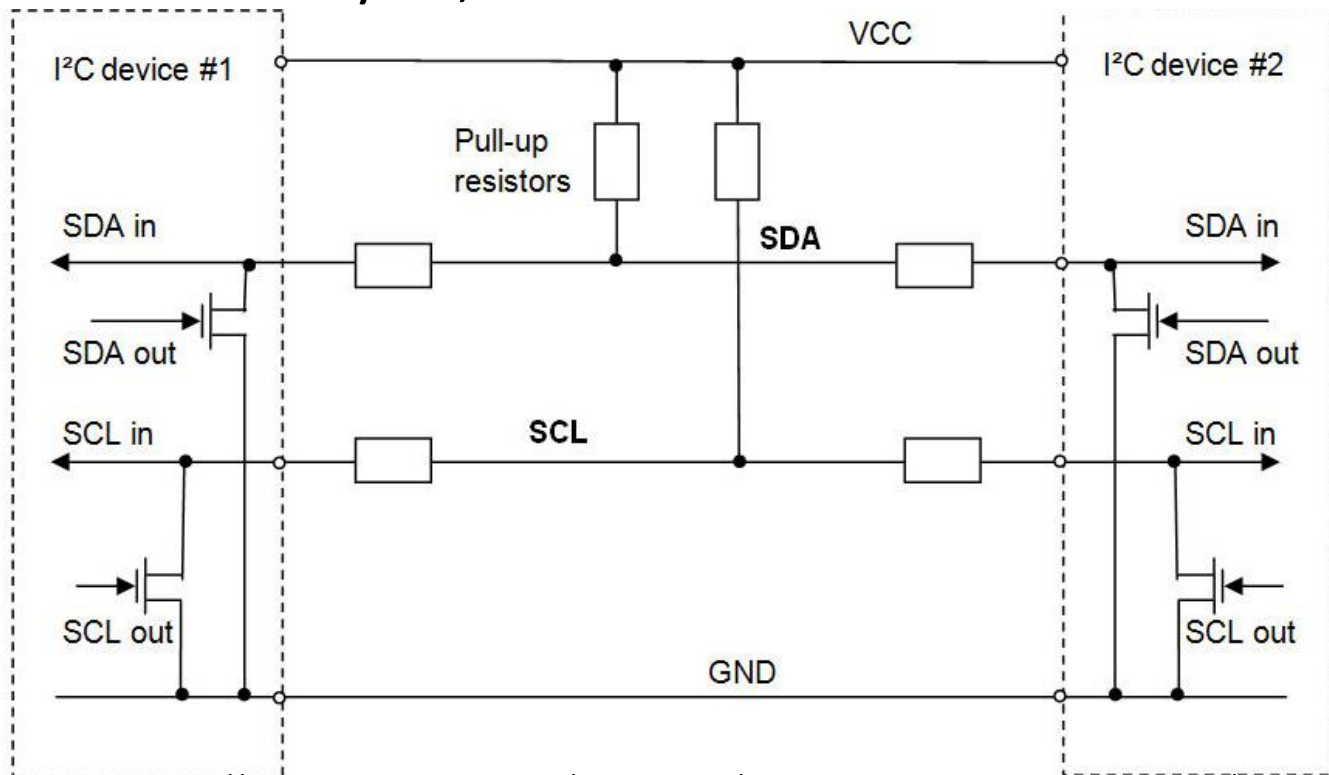 VCC
I²C device #1
I²C device #2
Pull-up
resistors
SDA in
SDA
SDA in
SDA out
SDA out
SCL in
SCL
SCL in
SCL out
SCL out
GND